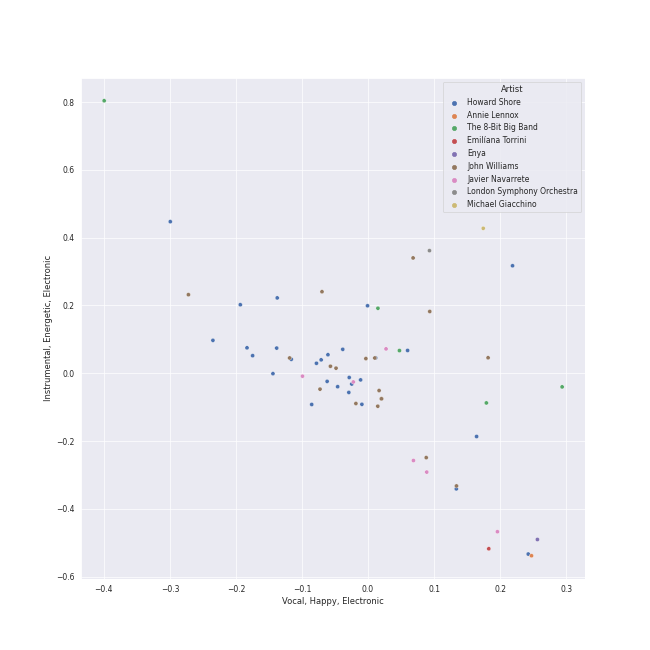 Artist
Howard Shore
Annie Lennox
The 8-Bit Big Band
Emilíana Torrini
Enya
John Williams
Javier Navarrete
London Symphony Orchestra
Michael Giacchino
0.8
0.6
0.4
0.2
0.0
−0.2
−0.4
−0.6
Instrumental, Energetic, Electronic
−0.4 −0.3 −0.2 −0.1 0.0 0.1 0.2 0.3
Vocal, Happy, Electronic